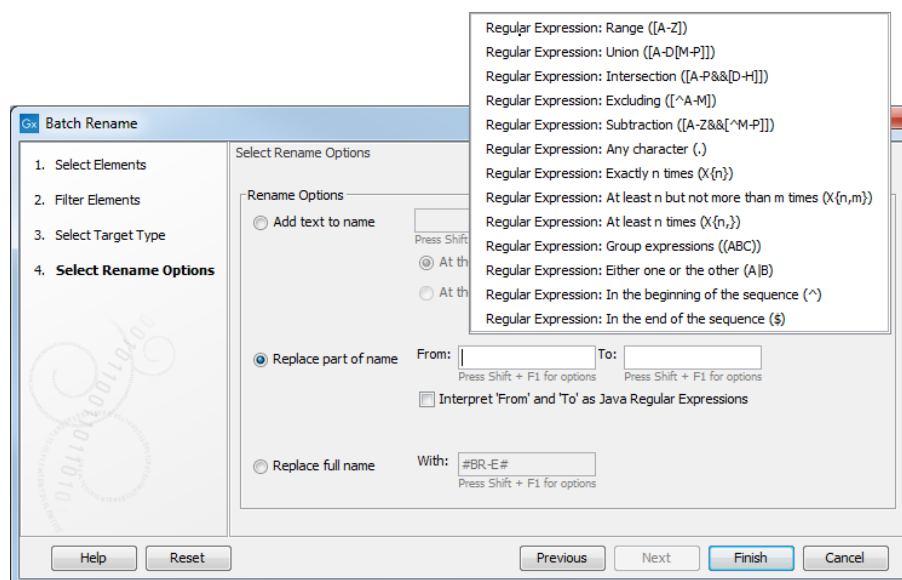 Regular Expression: Range ([A-Z])
Regular Expression: Union ([A-D[M-P]])
Regular Expression: Intersection ([A-P&&[D-H]])
Regular Expression: Excluding ([^A-M])
Regular Expression: Subtraction ([A-Z&&[^M-P]])
Regular Expression: Any character (.)
Regular Expression: Exactly n times (X{n})
Regular Expression: At least n but not more than m times (X{n,m})
Regular Expression: At least n times (X{n,})
Regular Expression: Group expressions ((ABC))
Regular Expression: Either one or the other (A|B)
Regular Expression: In the beginning of the sequence (^)
Regular Expression: In the end of the sequence ($)
Gx Batch Rename
1. Select Elements
2. Filter Elements
3. Select Target Type
4. Select Rename Options
Select Rename Options
Rename Options
Add text to name
Press Shift
At the
At the
Replace part of name From: To:
Press Shift + F1 for options Press Shift + F1 for options
Interpret 'From' and 'To' as Java Regular Expressions
Replace full name With: #BR-E#
Press Shift + F1 for options
Help Reset Previous Next Finish Cancel